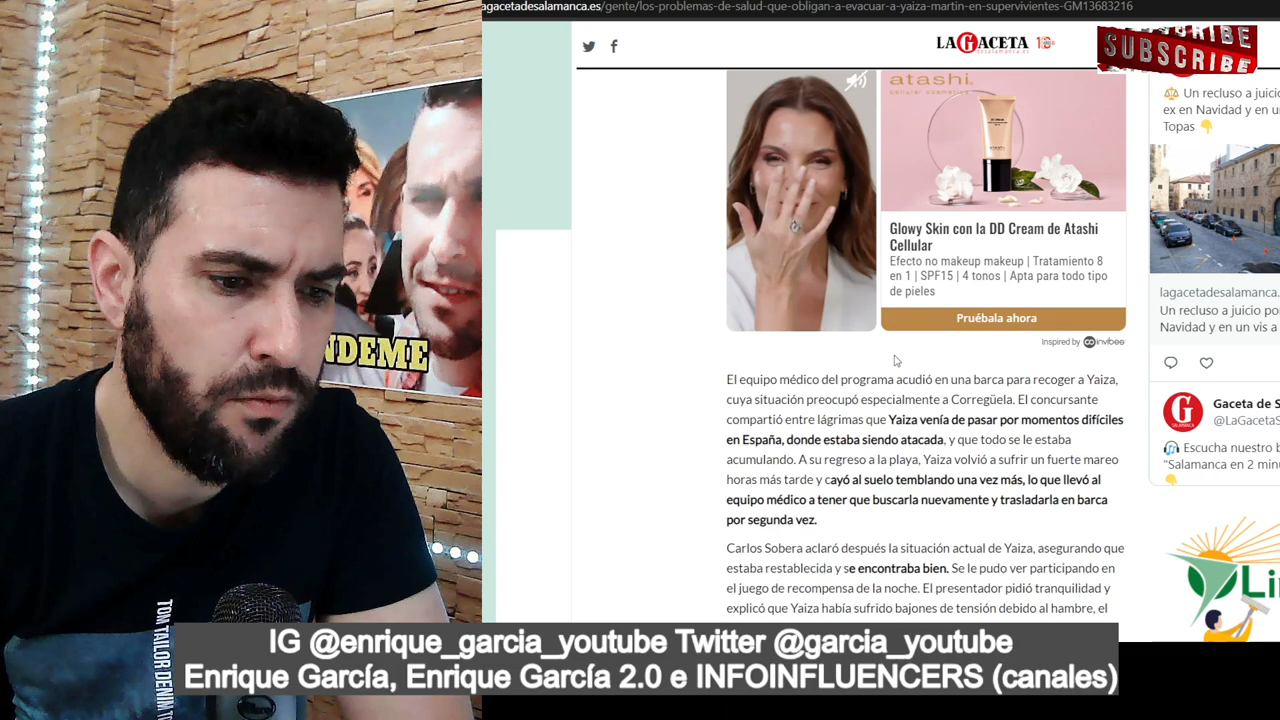 agacetadesalamanca.es/gente/los-problemas-de-salud-que-obligan-a-evacuar-a-yaiza-martin-en-supervivientes-GM13683216
LA GACETA
SUBSCRIBE
SUBSCRIBE
Un recluso a juicio
ex en Navidad y en u
Topas
atashi
cellular cosmetics
Glowy Skin con la DD Cream de Atashi
Cellular
Efecto no makeup makeup | Tratamiento 8
en 1 | SPF15 | 4 tonos | Apta para todo tipo
de pieles
Pruébala ahora
Inspired by invibes
lagacetadesalamanca.
Un recluso a juicio po
Navidad y en un vis a
El equipo médico del programa acudió en una barca para recoger a Yaiza,
cuya situación preocupó especialmente a Corregüela. El concursante
compartió entre lágrimas que Yaiza venía de pasar por momentos difíciles
en España, donde estaba siendo atacada, y que todo se le estaba
acumulando. A su regreso a la playa, Yaiza volvió a sufrir un fuerte mareo
horas más tarde y cayó al suelo temblando una vez más, lo que llevó al
equipo médico a tener que buscarla nuevamente y trasladarla en barca
por segunda vez.
Carlos Sobera aclaró después la situación actual de Yaiza, asegurando que
estaba restablecida y se encontraba bien. Se le pudo ver participando en
el juego de recompensa de la noche. El presentador pidió tranquilidad y
explicó que Yaiza había sufrido bajones de tensión debido al hambre, el
Gaceta de S
@LaGacetaS
Escucha nuestro b
"Salamanca en 2 minu
Li
NDEME
TOM TAILOR DENIM
IG @enrique_garcia_youtube Twitter @garcia_youtube
Enrique García, Enrique García 2.0 e INFOINFLUENCERS (canales)